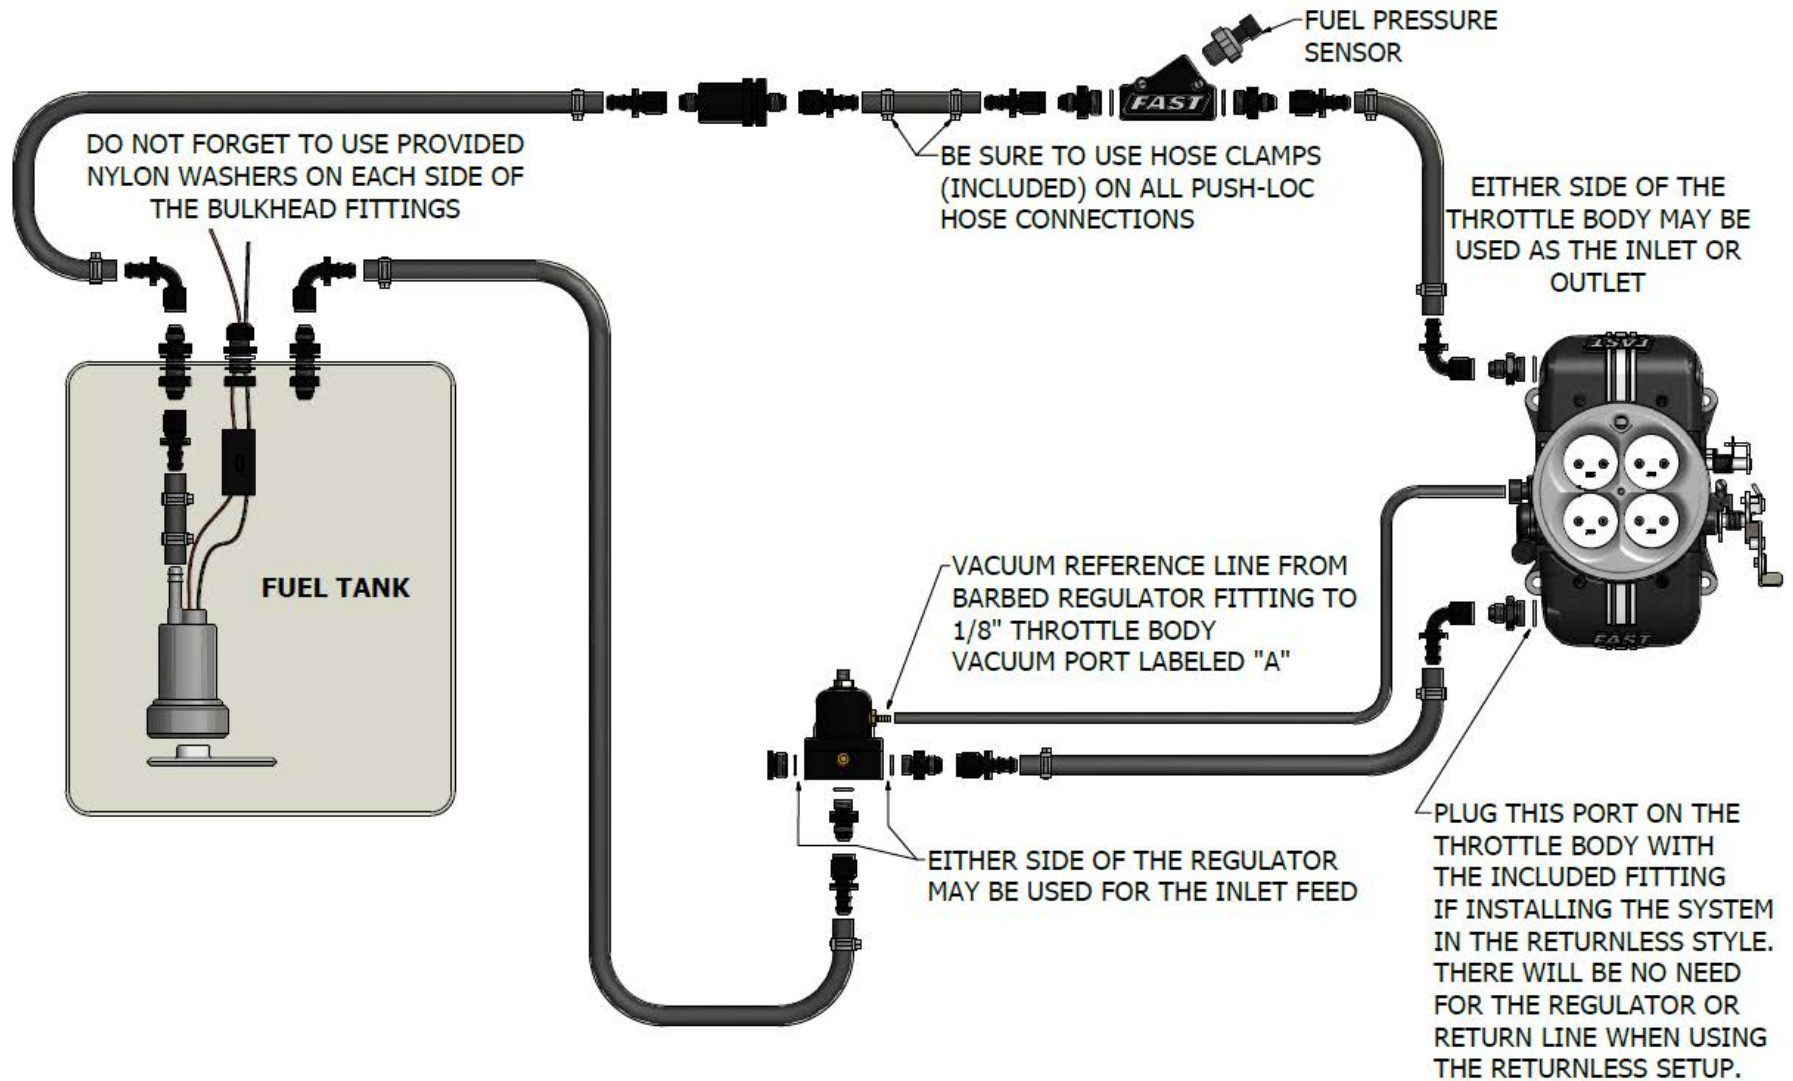 FUEL PRESSURE
SENSOR
FAST
DO NOT FORGET TO USE PROVIDED
NYLON WASHERS ON EACH SIDE OF
THE BULKHEAD FITTINGS
BE SURE TO USE HOSE CLAMPS
(INCLUDED) ON ALL PUSH-LOC
HOSE CONNECTIONS
EITHER SIDE OF THE
THROTTLE BODY MAY BE
USED AS THE INLET OR
OUTLET
FAST
FUEL TANK
VACUUM REFERENCE LINE FROM
BARBED REGULATOR FITTING TO
1/8" THROTTLE BODY
VACUUM PORT LABELED "A"
FAST
EITHER SIDE OF THE REGULATOR
MAY BE USED FOR THE INLET FEED
PLUG THIS PORT ON THE
THROTTLE BODY WITH
THE INCLUDED FITTING
IF INSTALLING THE SYSTEM
IN THE RETURNLESS STYLE.
THERE WILL BE NO NEED
FOR THE REGULATOR OR
RETURN LINE WHEN USING
THE RETURNLESS SETUP.